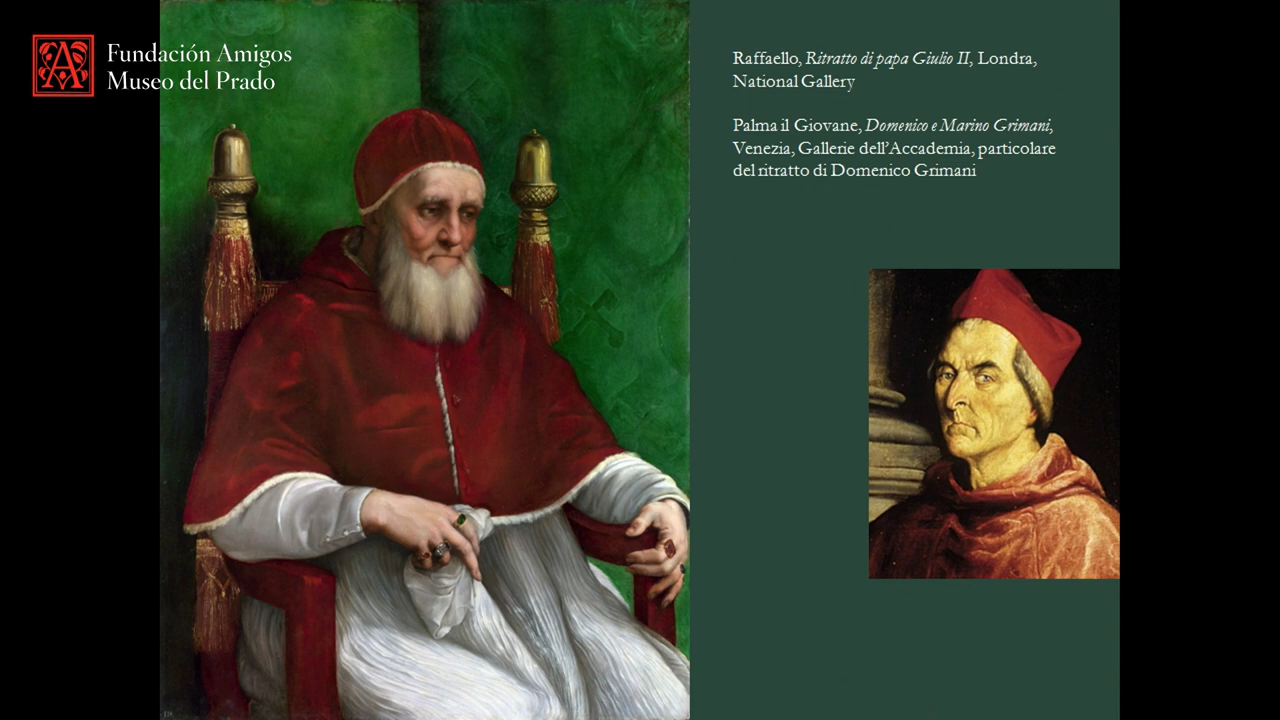 Fundación Amigos
Museo del Prado
Raffaello, Ritratto di papa Giulio II, Londra,
National Gallery
Palma il Giovane, Domenico e Marino Grimani,
Venezia, Gallerie dell’Accademia, particolare
del ritratto di Domenico Grimani